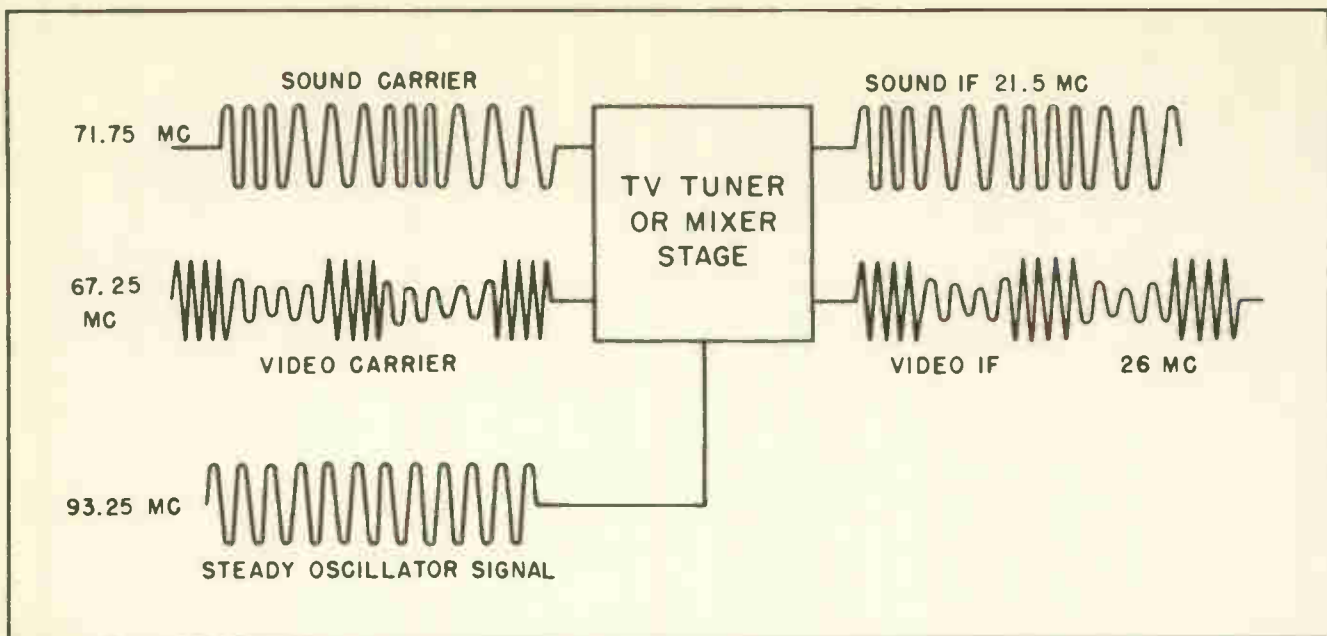 SOUND CARRIER
71.75 MC
67.25
MC
VIDEO CARRIER
93.25 MC
STEADY OSCILLATOR SIGNAL
TV TUNER
OR MIXER
STAGE
SOUND IF 21.5 MC
VIDEO IF 26 MC